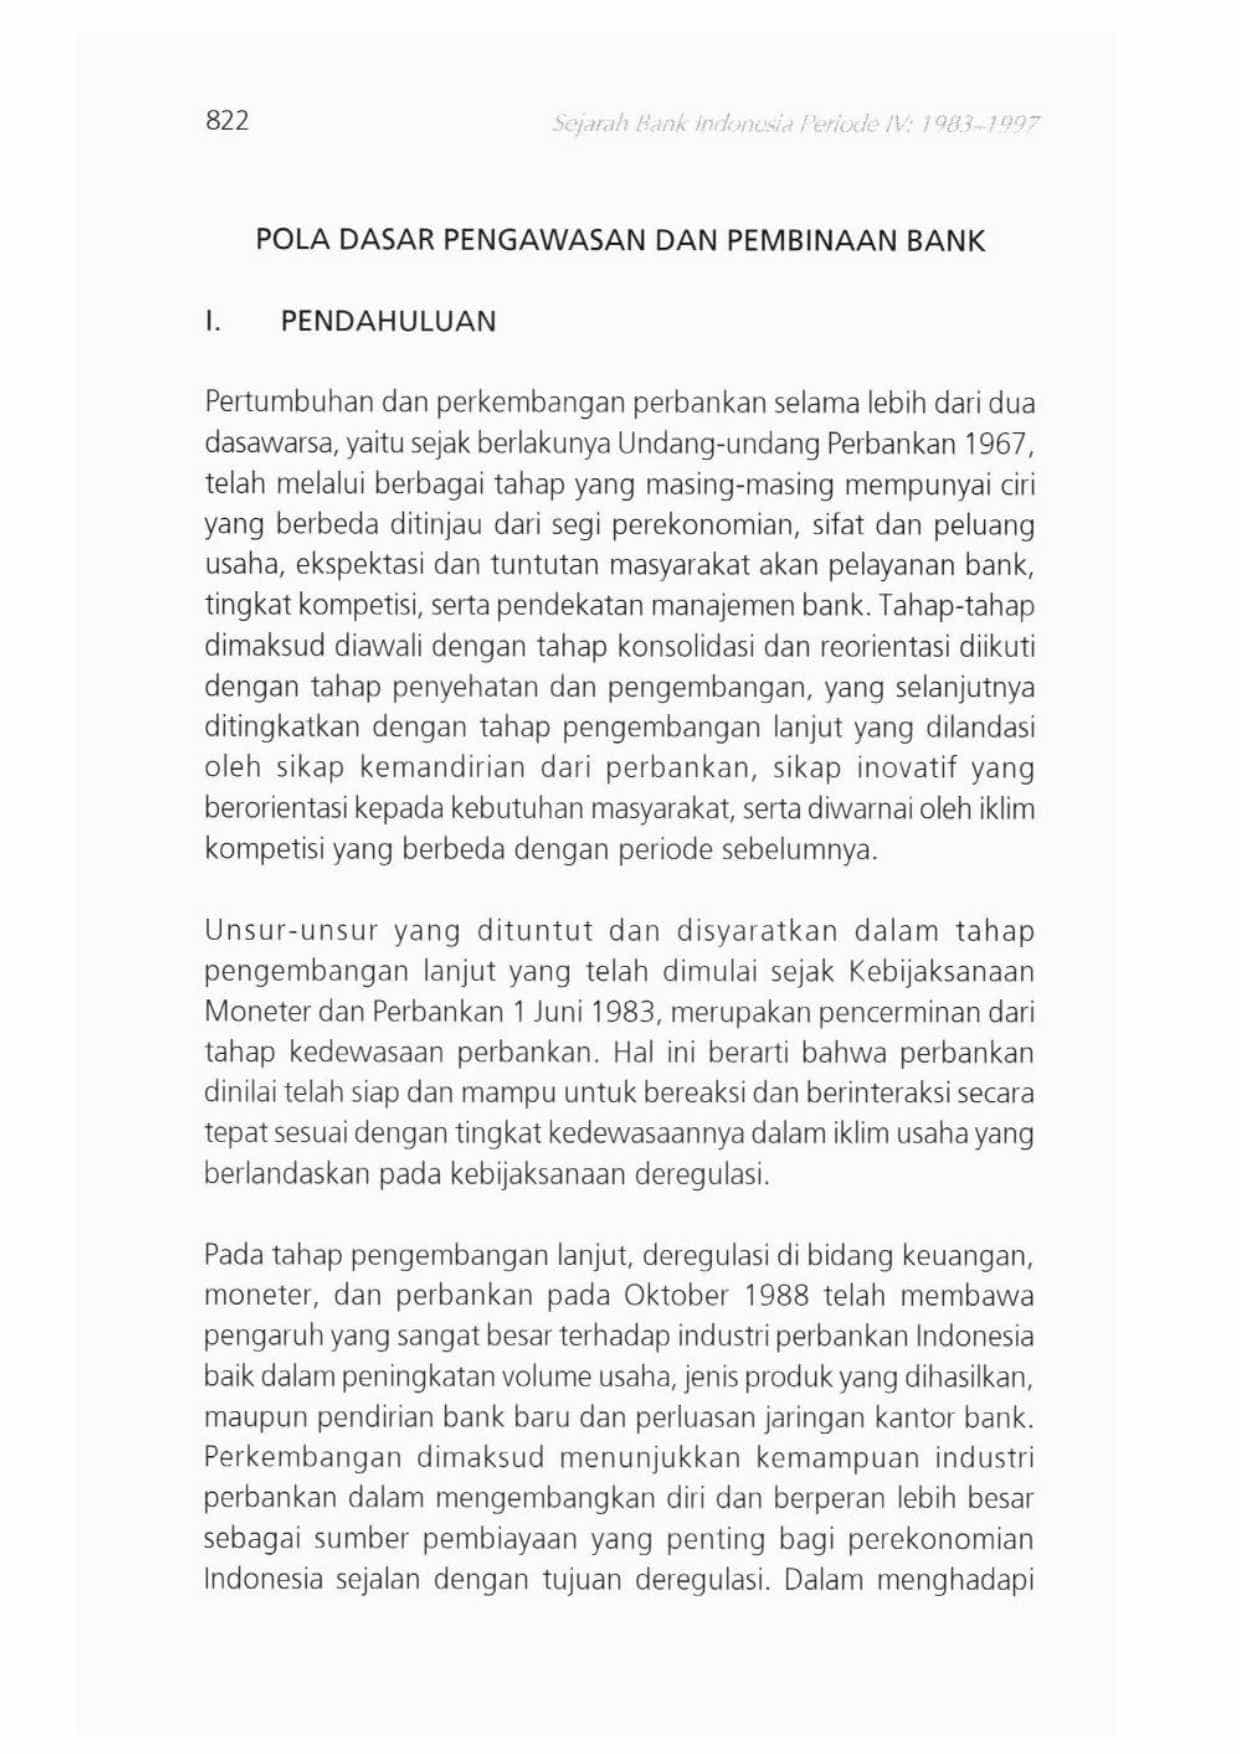 822
Sejarah Bank Indonesia Periode IV: 1983–1997
POLA DASAR PENGAWASAN DAN PEMBINAAN BANK
I. PENDAHULUAN
Pertumbuhan dan perkembangan perbankan selama lebih dari dua
dasawarsa, yaitu sejak berlakunya Undang-undang Perbankan 1967,
telah melalui berbagai tahap yang masing-masing mempunyai ciri
yang berbeda ditinjau dari segi perekonomian, sifat dan peluang
usaha, ekspektasi dan tuntutan masyarakat akan pelayanan bank,
tingkat kompetisi, serta pendekatan manajemen bank. Tahap-tahap
dimaksud diawali dengan tahap konsolidasi dan reorientasi diikuti
dengan tahap penyehatan dan pengembangan, yang selanjutnya
ditingkatkan dengan tahap pengembangan lanjut yang dilandasi
oleh sikap kemandirian dari perbankan, sikap inovatif yang
berorientasi kepada kebutuhan masyarakat, serta diwarnai oleh iklim
kompetisi yang berbeda dengan periode sebelumnya.
Unsur-unsur yang dituntut dan disyaratkan dalam tahap
pengembangan lanjut yang telah dimulai sejak Kebijaksanaan
Moneter dan Perbankan 1 Juni 1983, merupakan pencerminan dari
tahap kedewasaan perbankan. Hal ini berarti bahwa perbankan
dinilai telah siap dan mampu untuk bereaksi dan berinteraksi secara
tepat sesuai dengan tingkat kedewasaannya dalam iklim usaha yang
berlandaskan pada kebijaksanaan deregulasi.
Pada tahap pengembangan lanjut, deregulasi di bidang keuangan,
moneter, dan perbankan pada Oktober 1988 telah membawa
pengaruh yang sangat besar terhadap industri perbankan Indonesia
baik dalam peningkatan volume usaha, jenis produk yang dihasilkan,
maupun pendirian bank baru dan perluasan jaringan kantor bank.
Perkembangan dimaksud menunjukkan kemampuan industri
perbankan dalam mengembangkan diri dan berperan lebih besar
sebagai sumber pembiayaan yang penting bagi perekonomian
Indonesia sejalan dengan tujuan deregulasi. Dalam menghadapi